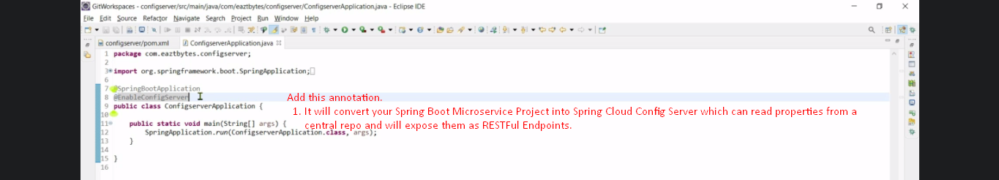 GitWorkspaces - configserver/src/main/java/com/eaztbytes/configserver/ConfigserverApplication.java - Eclipse IDE
File Edit Source Refactor Navigate Search Project Run Window Help
configserver/pom.xml ConfigserverApplication.java
1 package com.eaztbytes.configserver;
2
3 import org.springframework.boot.SpringApplication;
6
7 @SpringBootApplication
8 @EnableConfigServer
Add this annotation.
9 public class ConfigserverApplication {
1. It will convert your Spring Boot Microservice Project into Spring Cloud Config Server which can read properties from a
central repo and will expose them as RESTFul Endpoints.
10
11 public static void main(String[] args) {
12 SpringApplication.run(ConfigserverApplication.class, args);
13 }
14
15 }
16